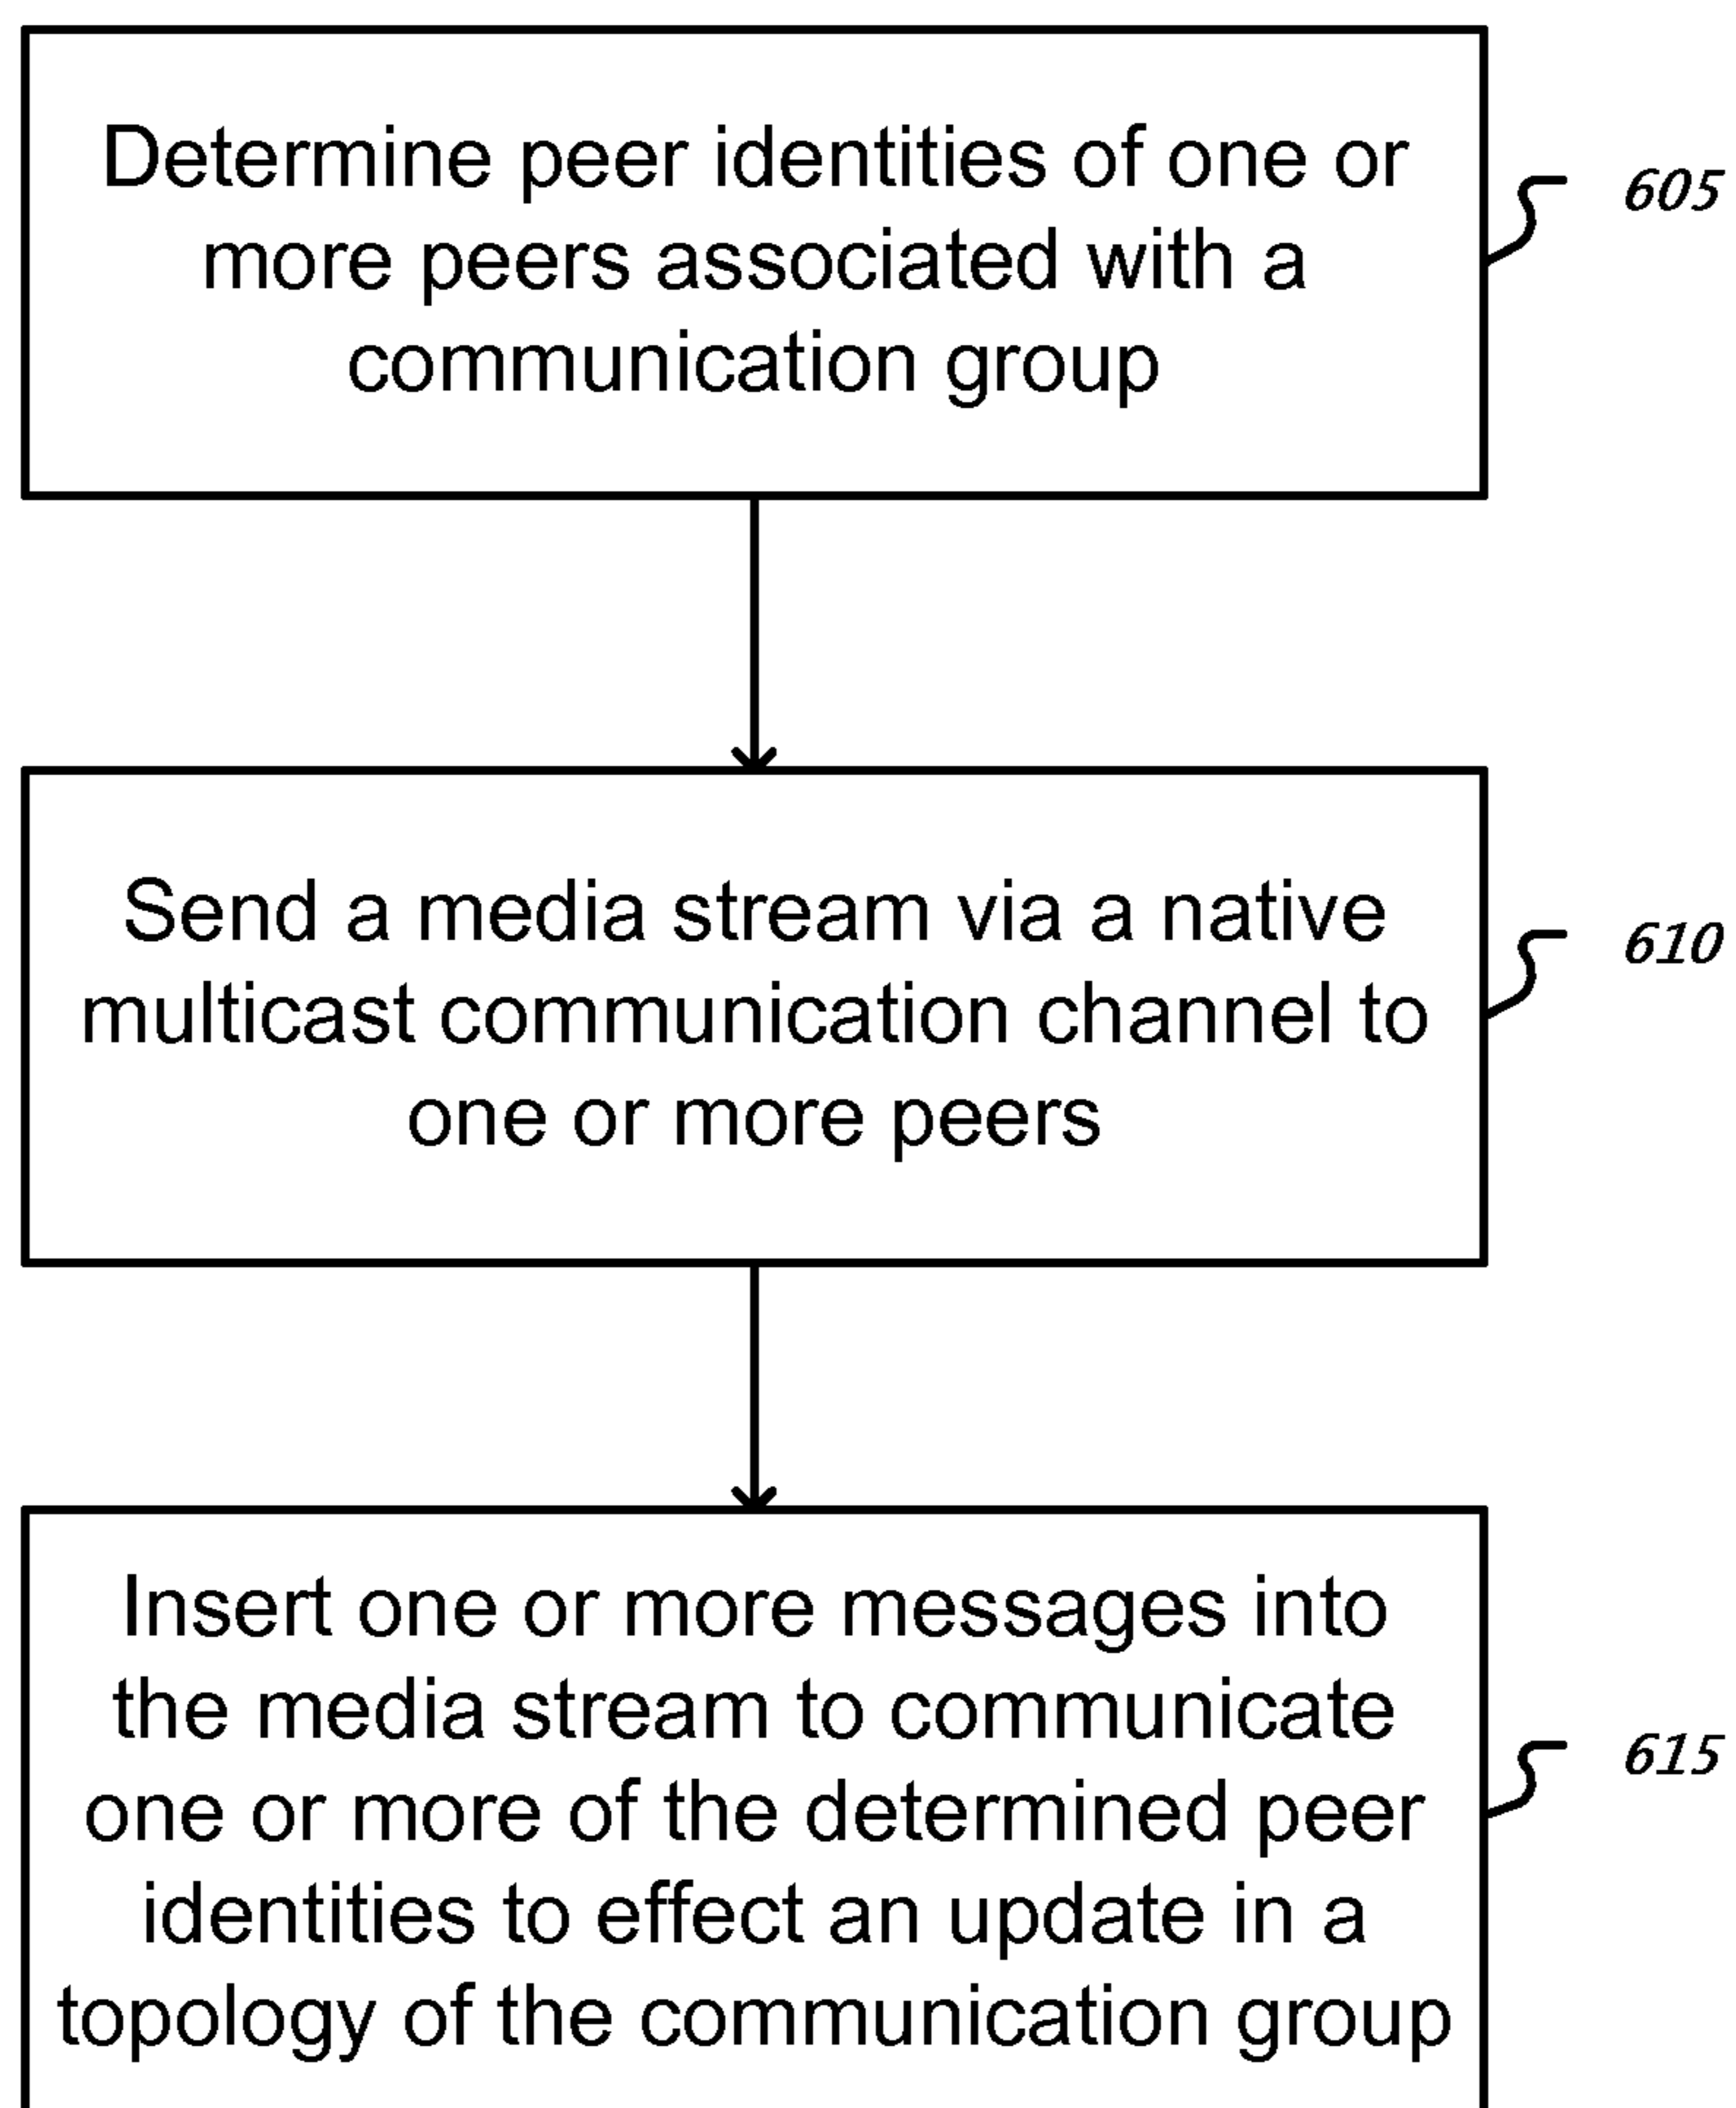 Determine peer identities of one or
more peers associated with a
communication group
605
Send a media stream via a native
multicast communication channel to
one or more peers
610
Insert one or more messages into
the media stream to communicate
one or more of the determined peer
identities to effect an update in a
topology of the communication group
615